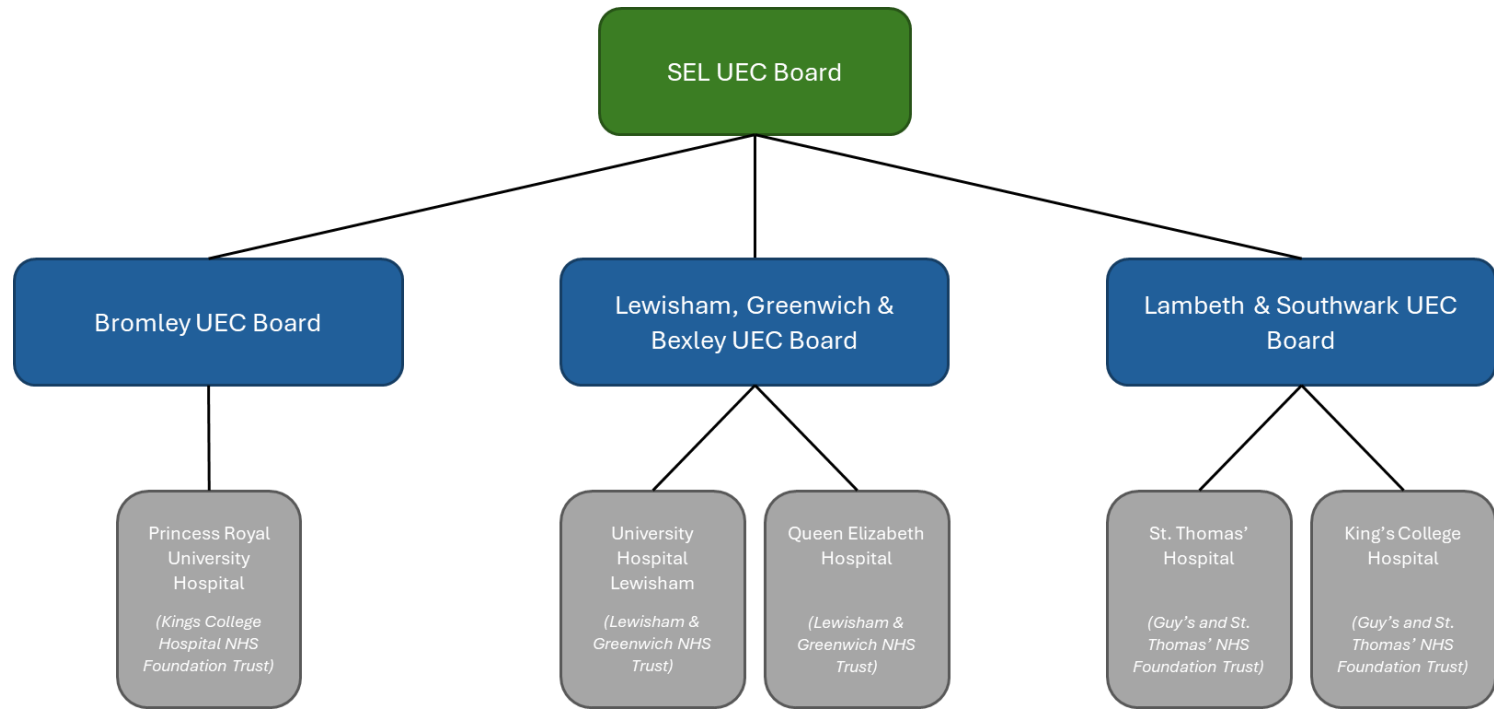 SEL UEC Board
Bromley UEC Board
Lewisham, Greenwich &
Bexley UEC Board
Lambeth & Southwark UEC
Board
Princess Royal
University
Hospital
(Kings College
Hospital NHS
Foundation Trust)
University
Hospital
Lewisham
(Lewisham &
Greenwich NHS
Trust)
Queen Elizabeth
Hospital
(Lewisham &
Greenwich NHS
Trust)
St. Thomas’
Hospital
(Guy’s and St.
Thomas’ NHS
Foundation Trust)
King’s College
Hospital
(Guy’s and St.
Thomas’ NHS
Foundation Trust)